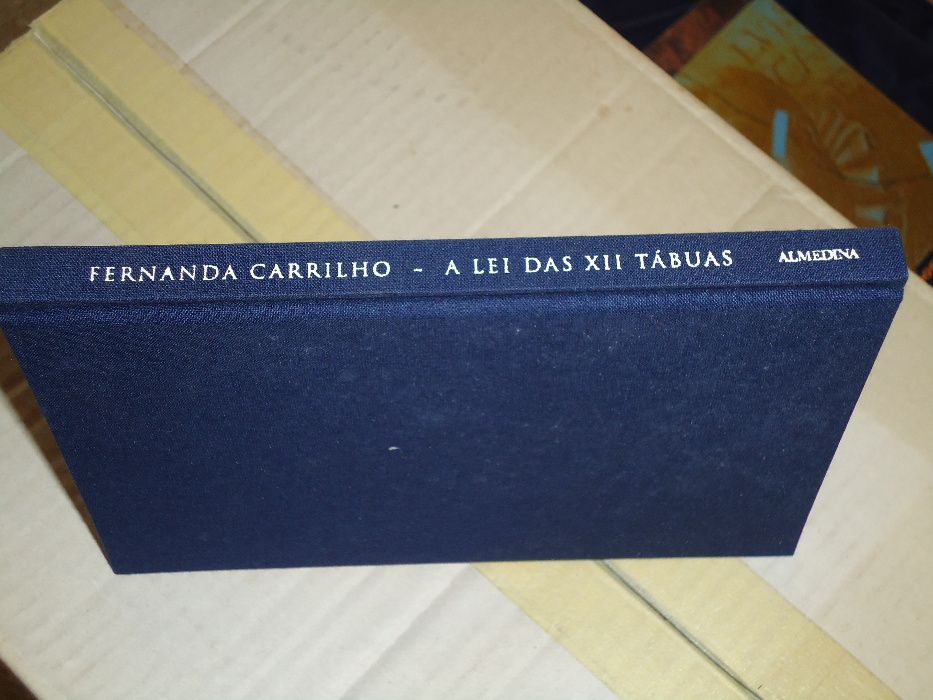 FERNANDA CARRILHO - A LEI DAS XII TÁBUAS ALMEDINA